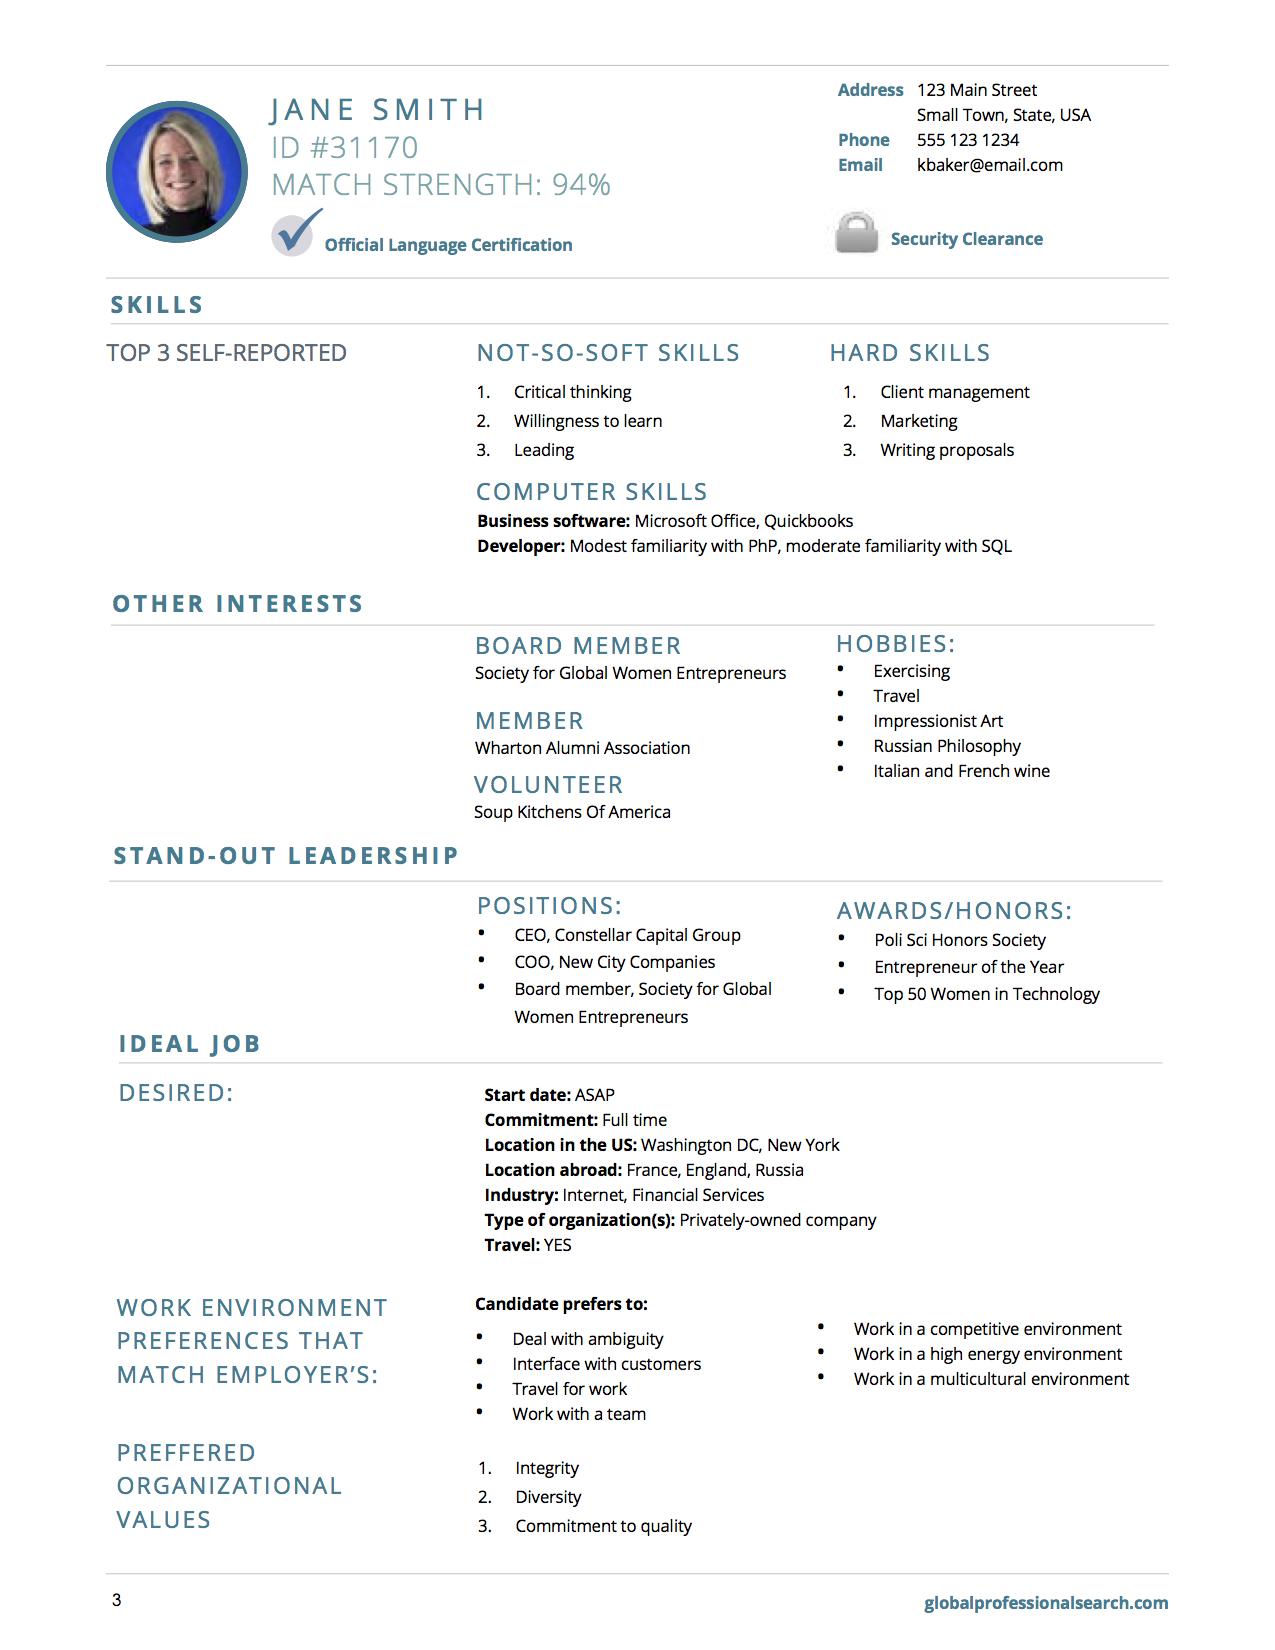 JANE SMITH
ID #31170
MATCH STRENGTH: 94%
Official Language Certification
Address 123 Main Street
Small Town, State, USA
Phone 555 123 1234
Email kbaker@email.com
Security Clearance
SKILLS
TOP 3 SELF-REPORTED
NOT-SO-SOFT SKILLS
1. Critical thinking
2. Willingness to learn
3. Leading
HARD SKILLS
1. Client management
2. Marketing
3. Writing proposals
COMPUTER SKILLS
Business software: Microsoft Office, Quickbooks
Developer: Modest familiarity with PhP, moderate familiarity with SQL
OTHER INTERESTS
BOARD MEMBER
Society for Global Women Entrepreneurs
MEMBER
Wharton Alumni Association
VOLUNTEER
Soup Kitchens Of America
HOBBIES:
• Exercising
• Travel
• Impressionist Art
• Russian Philosophy
• Italian and French wine
STAND-OUT LEADERSHIP
POSITIONS:
• CEO, Constellar Capital Group
• COO, New City Companies
• Board member, Society for Global
Women Entrepreneurs
AWARDS/HONORS:
• Poli Sci Honors Society
• Entrepreneur of the Year
• Top 50 Women in Technology
IDEAL JOB
DESIRED:
Start date: ASAP
Commitment: Full time
Location in the US: Washington DC, New York
Location abroad: France, England, Russia
Industry: Internet, Financial Services
Type of organization(s): Privately-owned company
Travel: YES
WORK ENVIRONMENT
PREFERENCES THAT
MATCH EMPLOYER'S:
Candidate prefers to:
• Deal with ambiguity
• Interface with customers
• Travel for work
• Work with a team
• Work in a competitive environment
• Work in a high energy environment
• Work in a multicultural environment
PREFFERED
ORGANIZATIONAL
VALUES
1. Integrity
2. Diversity
3. Commitment to quality
3
globalprofessionalsearch.com